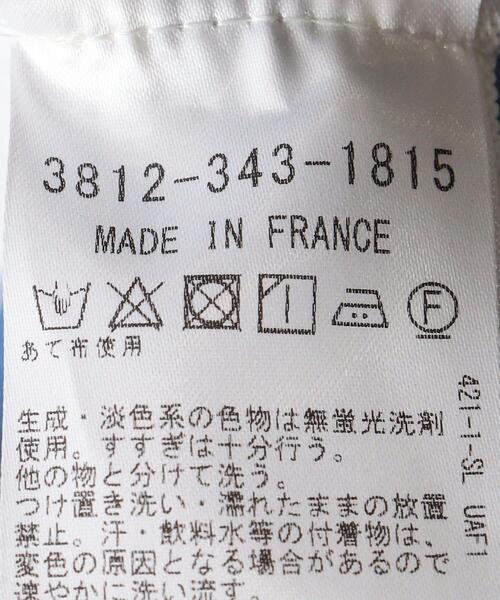 3812-343-1815
MADE IN FRANCE
F
あて布使用
生成・淡色系の色物は無蛍光洗剤
使用。すすぎは十分行う。
他の物と分けて洗う。
つけ置き洗い・濡れたままの放置
禁止。汗・飲料水等の付着物は、
変色の原因となる場合があるので
速やかに洗い流す。
421-1-SL UAF1